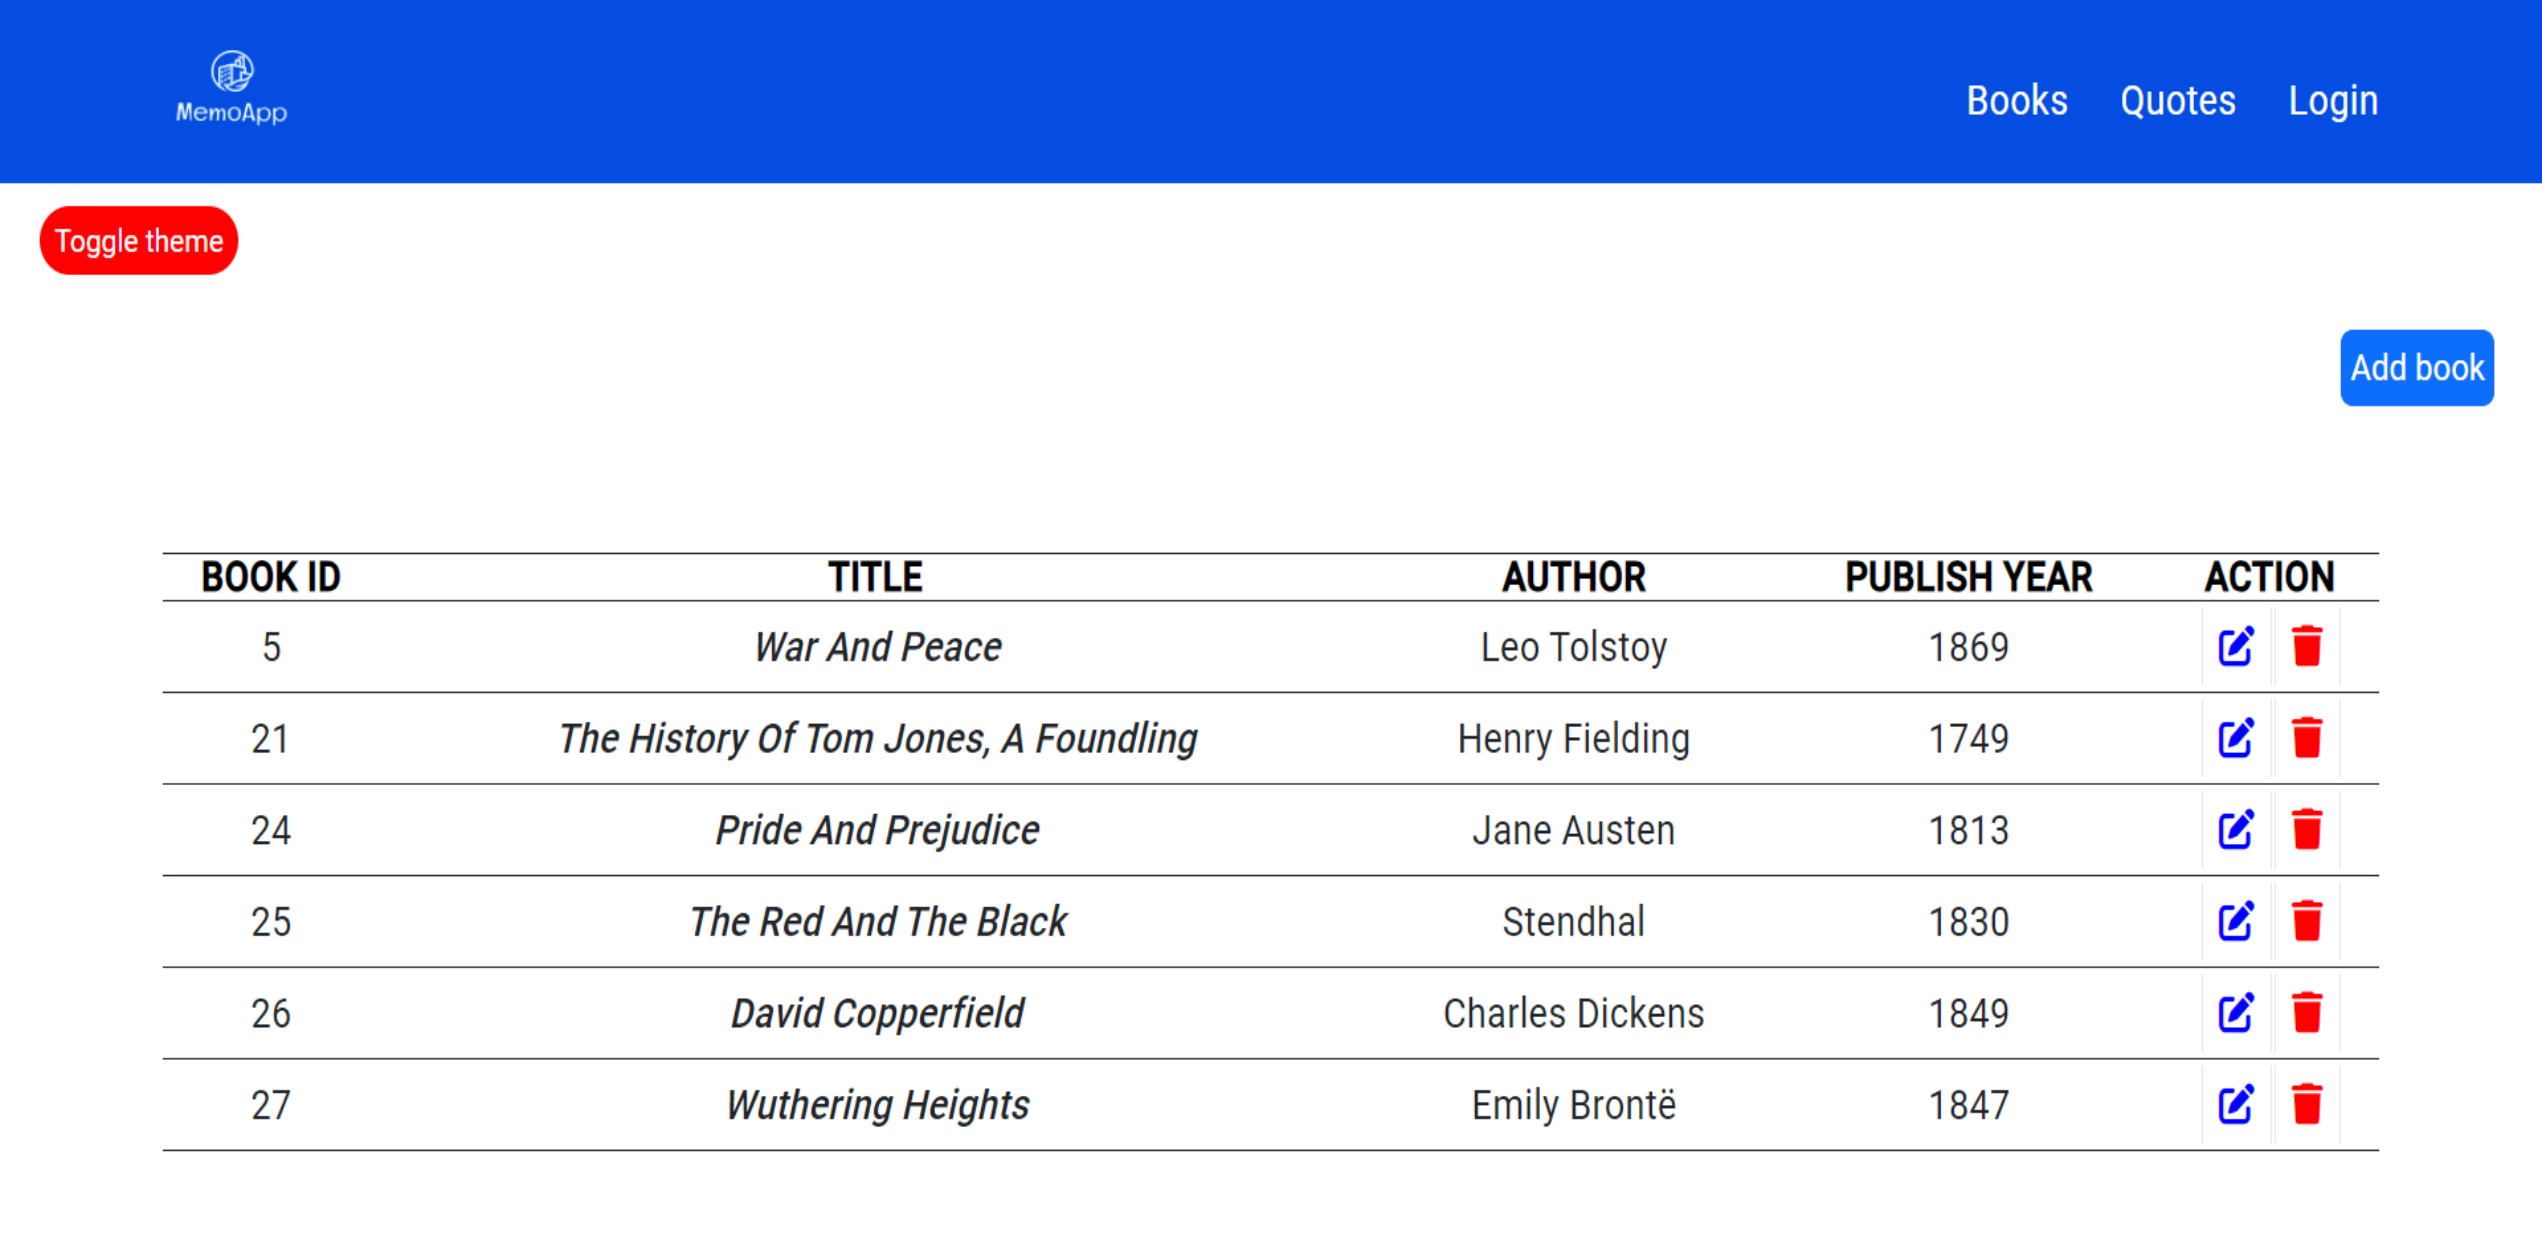 MemoApp
Books Quotes Login
Toggle theme
Add book
BOOK ID TITLE AUTHOR PUBLISH YEAR ACTION
5 War And Peace Leo Tolstoy 1869
21 The History Of Tom Jones, A Foundling Henry Fielding 1749
24 Pride And Prejudice Jane Austen 1813
25 The Red And The Black Stendhal 1830
26 David Copperfield Charles Dickens 1849
27 Wuthering Heights Emily Brontë 1847